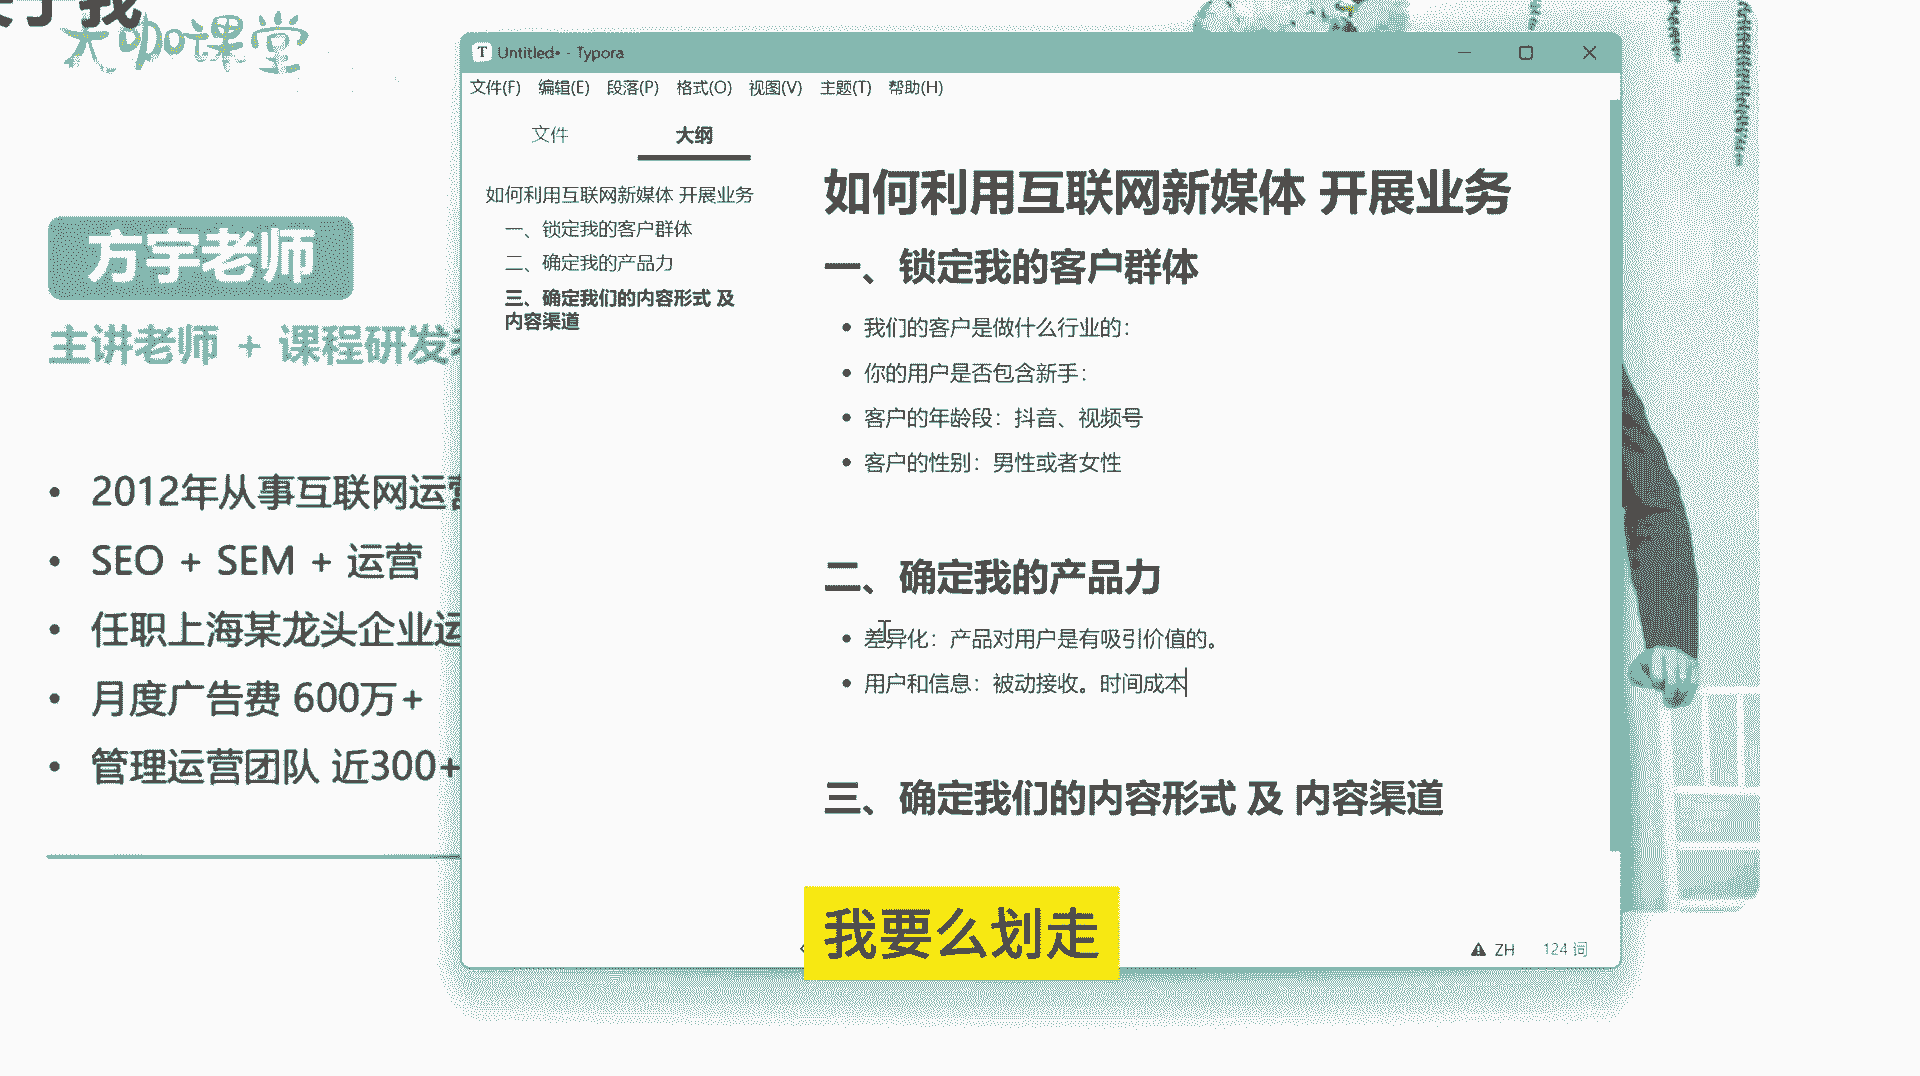 大咖课堂
方宇老师
主讲老师 + 课程研发
2012年从事互联网运营
SEO + SEM + 运营
任职上海某龙头企业运
月度广告费 600万+
管理运营团队 近300+
Untitled• - Typora
文件(F) 编辑(E) 段落(P) 格式(O) 视图(V) 主题(T) 帮助(H)
文件 大纲
如何利用互联网新媒体 开展业务
一、锁定我的客户群体
二、确定我的产品力
三、确定我们的内容形式 及
内容渠道
如何利用互联网新媒体 开展业务
一、锁定我的客户群体
我们的客户是做什么行业的：
你的用户是否包含新手：
客户的年龄段：抖音、视频号
客户的性别：男性或者女性
二、确定我的产品力
差异化：产品对用户是有吸引价值的。
用户和信息：被动接收。时间成本
三、确定我们的内容形式 及 内容渠道
我要么划走
ZH 124 词